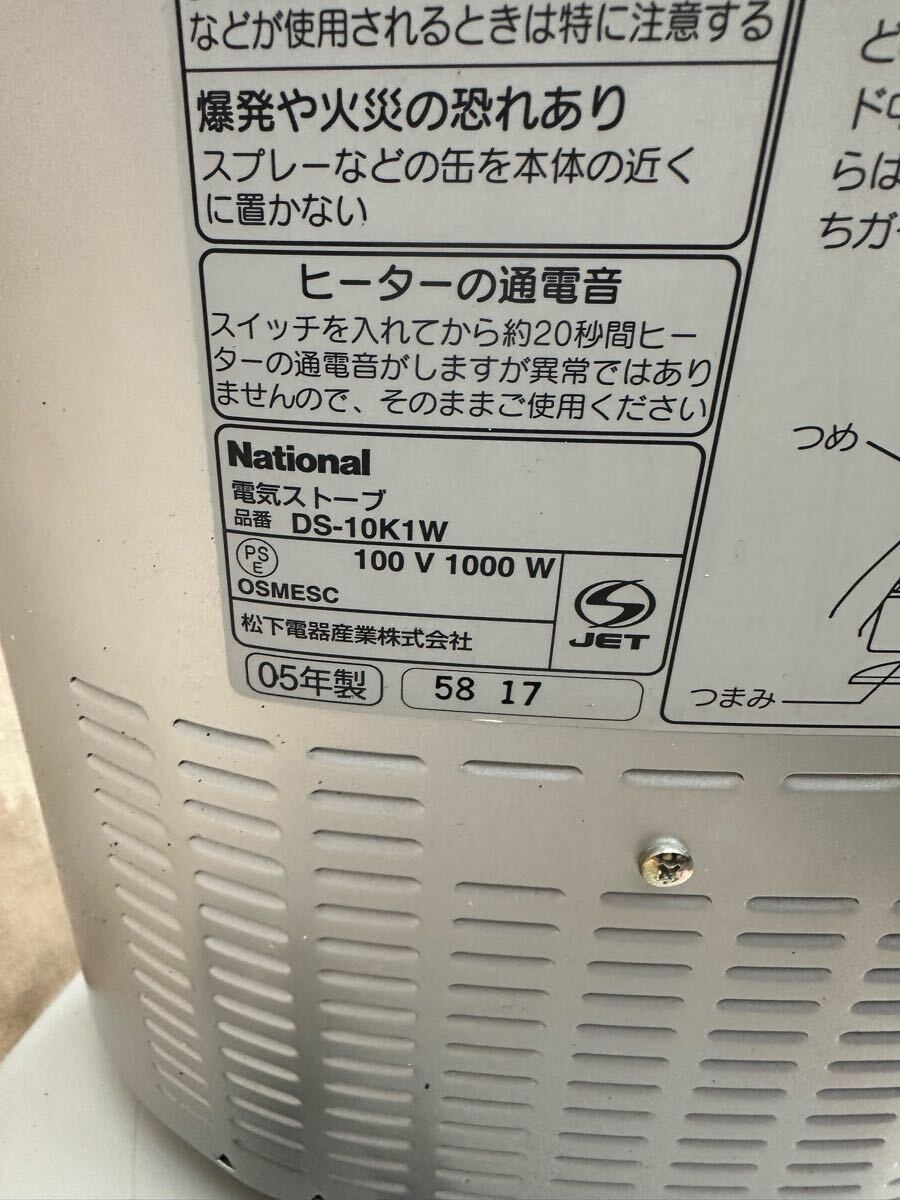 などが使用されるときは特に注意する
爆発や火災の恐れあり
スプレーなどの缶を本体の近く
に置かない
ヒーターの通電音
スイッチを入れてから約20秒間ヒー
ターの通電音がしますが異常ではあり
ませんので、そのままご使用ください
National
電気ストーブ
品番 DS-10K1W
PS
E
100 V 1000 W
OSMESC
JET
松下電器産業株式会社
05年製
58 17
ド中
らは
ちガ
つめ
つまみ